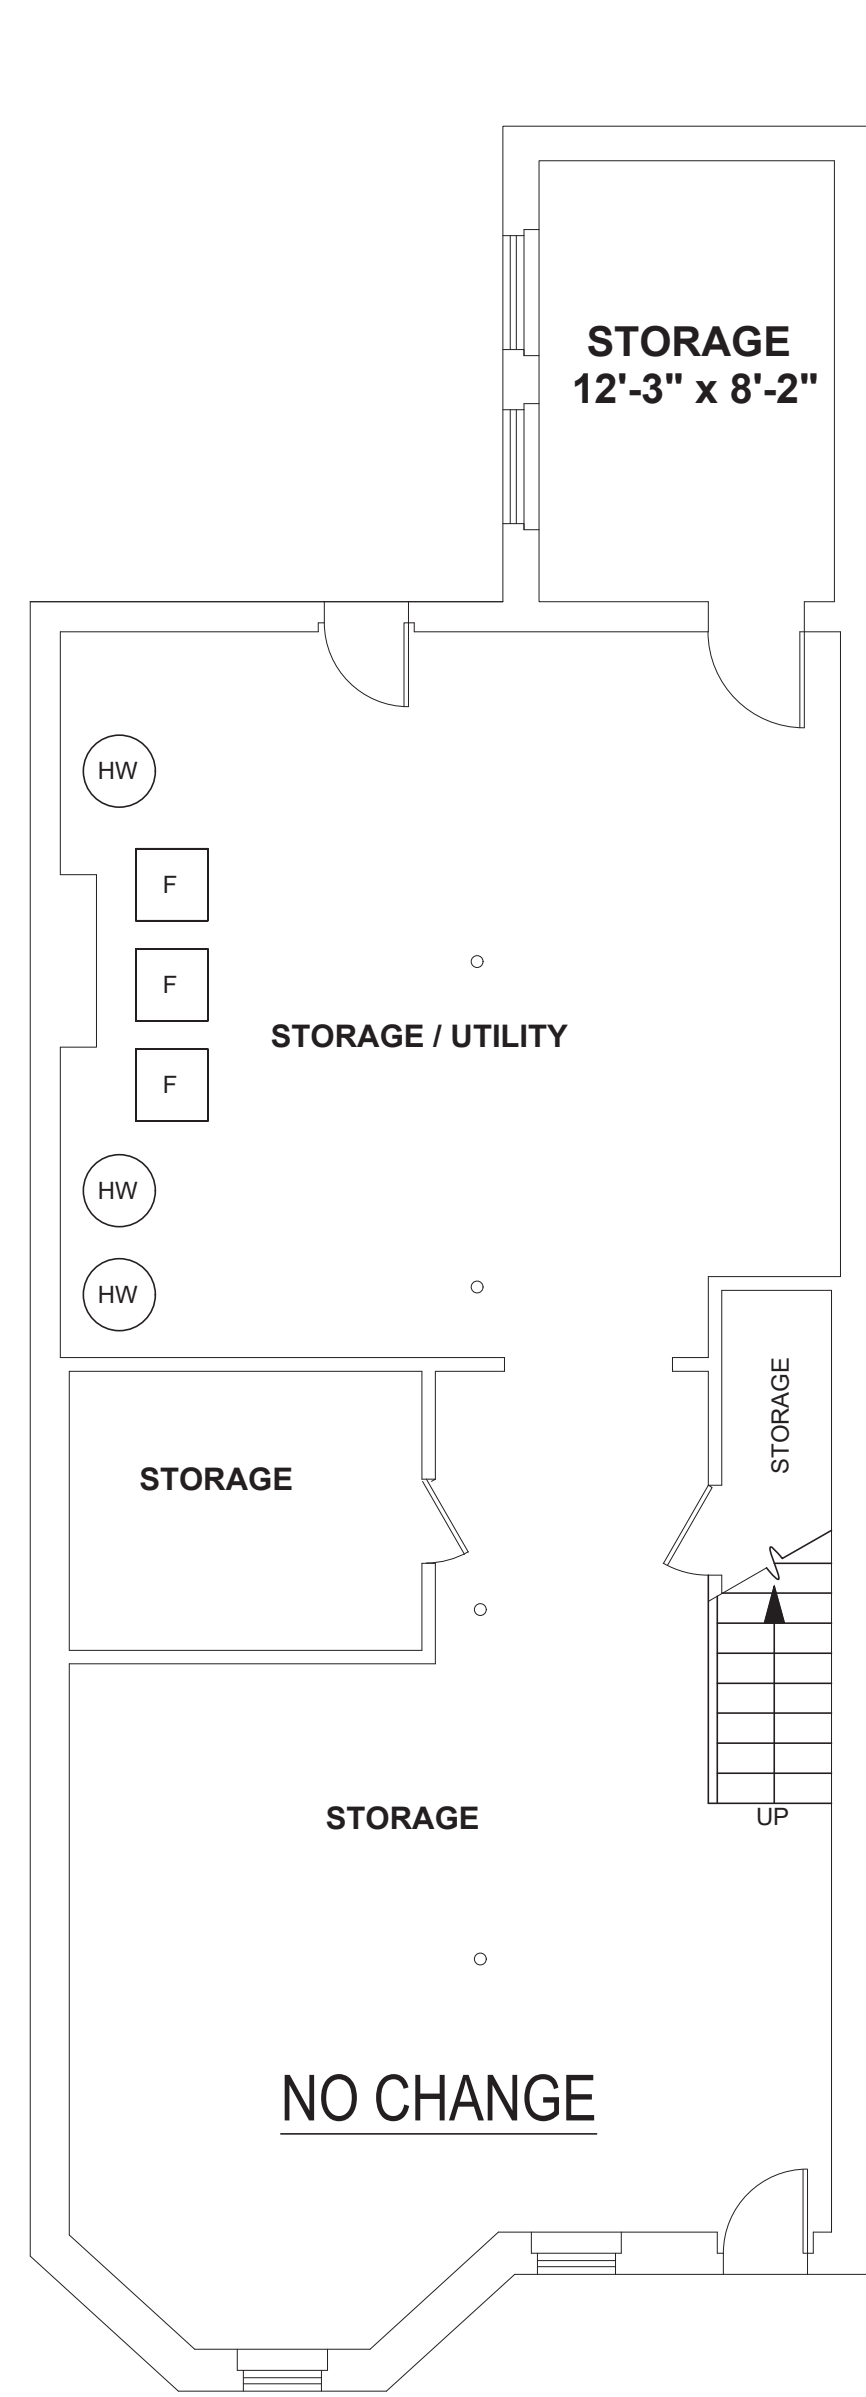 STORAGE
12'-3" x 8'-2"
HW
F
F
STORAGE / UTILITY
F
HW
HW
STORAGE
STORAGE
STORAGE
UP
NO CHANGE